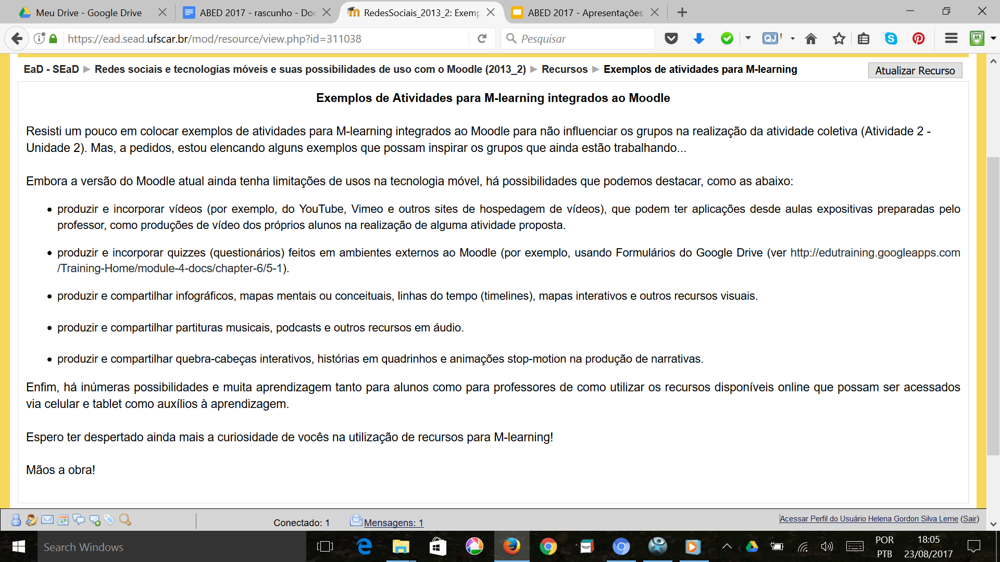 Meu Drive - Google Drive
ABED 2017 - rascunho - Doc
RedesSociais_2013_2: Exemp
ABED 2017 - Apresentações
https://ead.sead.ufscar.br/mod/resource/view.php?id=311038
Pesquisar
QJ !
EaD - SEaD ► Redes sociais e tecnologias móveis e suas possibilidades de uso com o Moodle (2013_2) ► Recursos ► Exemplos de atividades para M-learning
Atualizar Recurso
Exemplos de Atividades para M-learning integrados ao Moodle
Resisti um pouco em colocar exemplos de atividades para M-learning integrados ao Moodle para não influenciar os grupos na realização da atividade coletiva (Atividade 2 -
Unidade 2). Mas, a pedidos, estou elencando alguns exemplos que possam inspirar os grupos que ainda estão trabalhando...
Embora a versão do Moodle atual ainda tenha limitações de usos na tecnologia móvel, há possibilidades que podemos destacar, como as abaixo:
• produzir e incorporar vídeos (por exemplo, do YouTube, Vimeo e outros sites de hospedagem de vídeos), que podem ter aplicações desde aulas expositivas preparadas pelo
professor, como produções de vídeo dos próprios alunos na realização de alguma atividade proposta.
• produzir e incorporar quizzes (questionários) feitos em ambientes externos ao Moodle (por exemplo, usando Formulários do Google Drive (ver http://edutraining.googleapps.com
/Training-Home/module-4-docs/chapter-6/5-1).
• produzir e compartilhar infográficos, mapas mentais ou conceituais, linhas do tempo (timelines), mapas interativos e outros recursos visuais.
• produzir e compartilhar partituras musicais, podcasts e outros recursos em áudio.
• produzir e compartilhar quebra-cabeças interativos, histórias em quadrinhos e animações stop-motion na produção de narrativas.
Enfim, há inúmeras possibilidades e muita aprendizagem tanto para alunos como para professores de como utilizar os recursos disponíveis online que possam ser acessados
via celular e tablet como auxílios à aprendizagem.
Espero ter despertado ainda mais a curiosidade de vocês na utilização de recursos para M-learning!
Mãos a obra!
Conectado: 1
Mensagens: 1
Acessar Perfil do Usuário Helena Gordon Silva Leme (Sair)
Search Windows
POR
PTB
18:05
23/08/2017